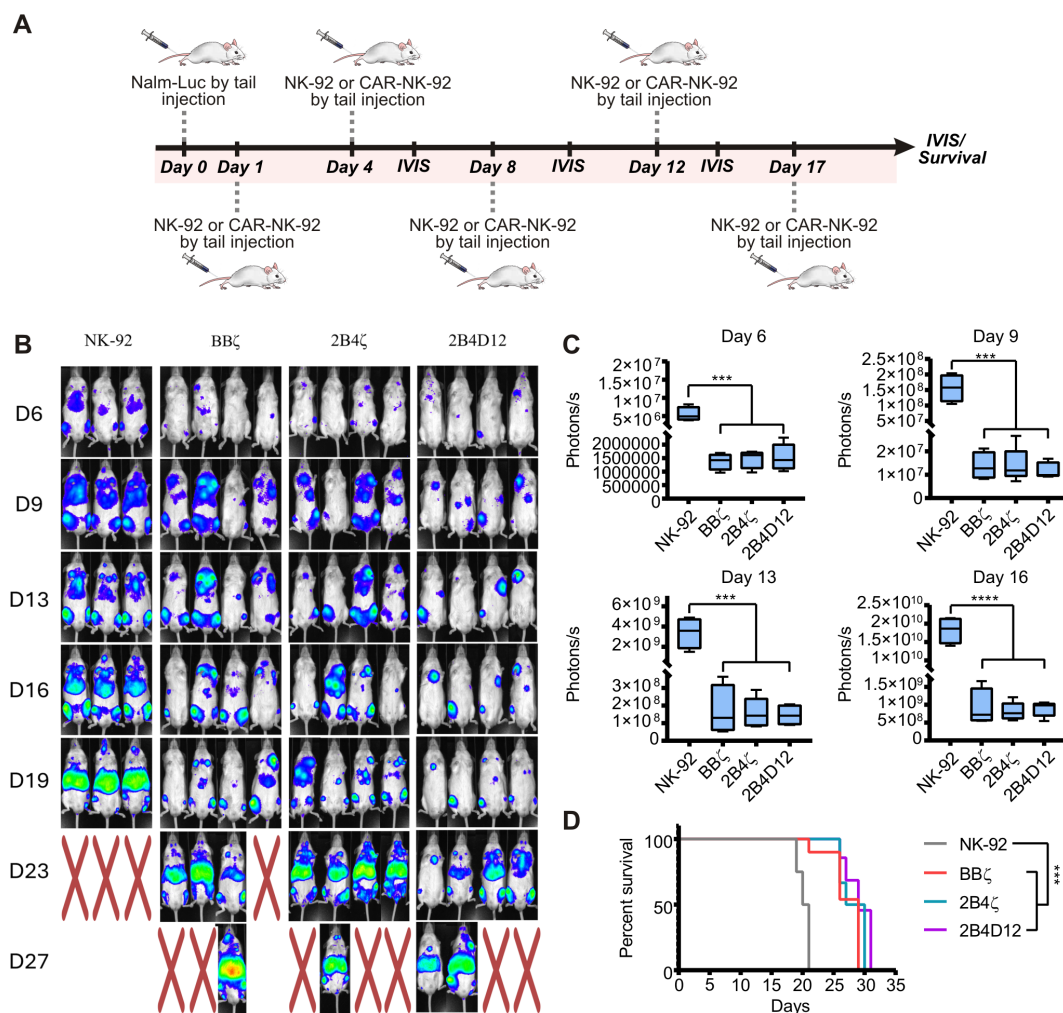 A
Nalm-Luc by tail
injection
NK-92 or CAR-NK-92
by tail injection
NK-92 or CAR-NK-92
by tail injection
Day 0
Day 1
Day 4
IVIS
Day 8
IVIS
Day 12
IVIS
Day 17
IVIS/
Survival
NK-92 or CAR-NK-92
by tail injection
NK-92 or CAR-NK-92
by tail injection
NK-92 or CAR-NK-92
by tail injection
B
NK-92
BBζ
2B4ζ
2B4D12
D6
D9
D13
D16
D19
D23
D27
C
Day 6
Photons/s
2×10⁷
1×10⁷
1×10⁷
5×10⁶
2000000
1500000
1000000
500000
0
***
NK-92
BBζ
2B4ζ
2B4D12
Day 9
Photons/s
2.5×10⁸
2×10⁸
1.5×10⁸
1×10⁸
5×10⁷
2×10⁷
1×10⁷
0
***
NK-92
BBζ
2B4ζ
2B4D12
Day 13
Photons/s
6×10⁹
5×10⁹
4×10⁹
3×10⁹
2×10⁹
3×10⁸
2×10⁸
1×10⁸
0
***
NK-92
BBζ
2B4ζ
2B4D12
Day 16
Photons/s
2.5×10¹⁰
2×10¹⁰
1.5×10¹⁰
1×10¹⁰
1.5×10⁹
1×10⁹
5×10⁸
0
****
NK-92
BBζ
2B4ζ
2B4D12
D
Percent survival
100
50
0
0
5
10
15
20
25
30
35
Days
NK-92
BBζ
2B4ζ
2B4D12
***